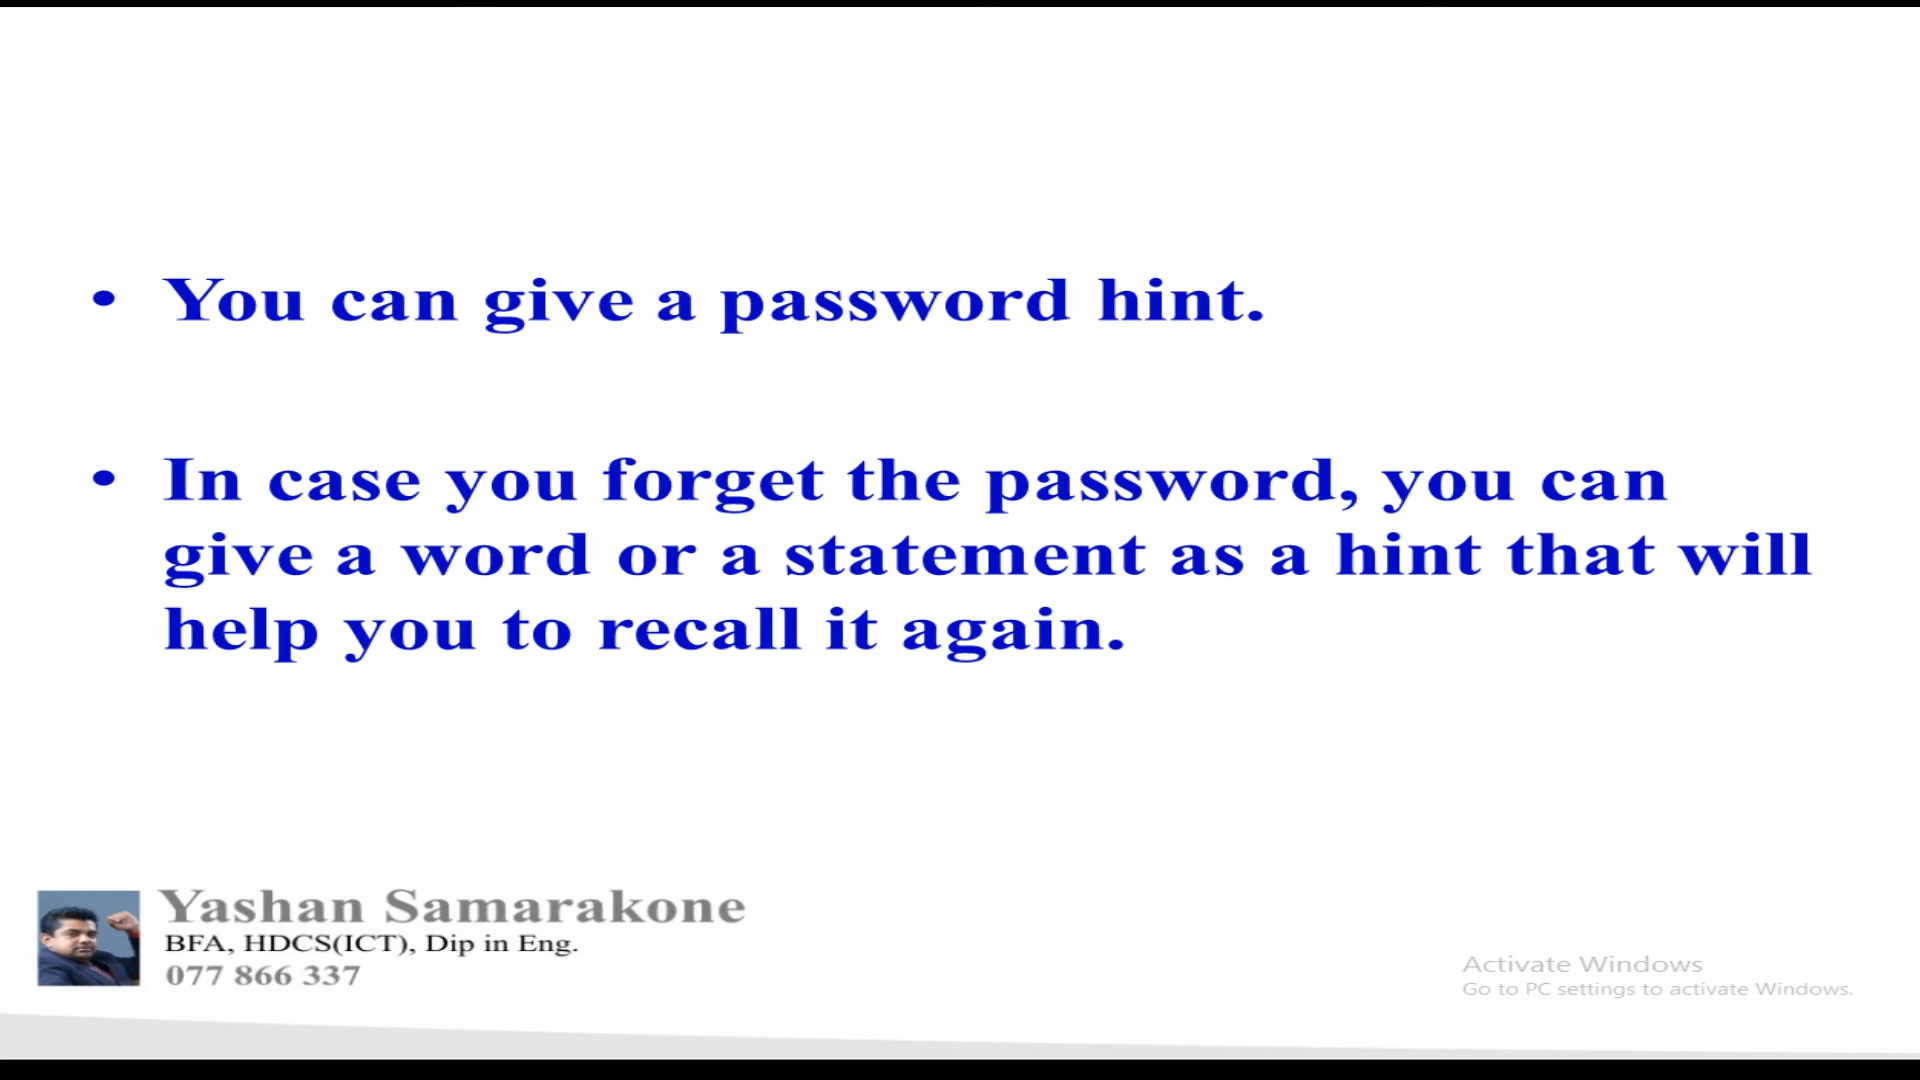 • You can give a password hint.
• In case you forget the password, you can
give a word or a statement as a hint that will
help you to recall it again.
Yashan Samarakone
BFA, HDCS(ICT), Dip in Eng.
077 866 337
Activate Windows
Go to PC settings to activate Windows.